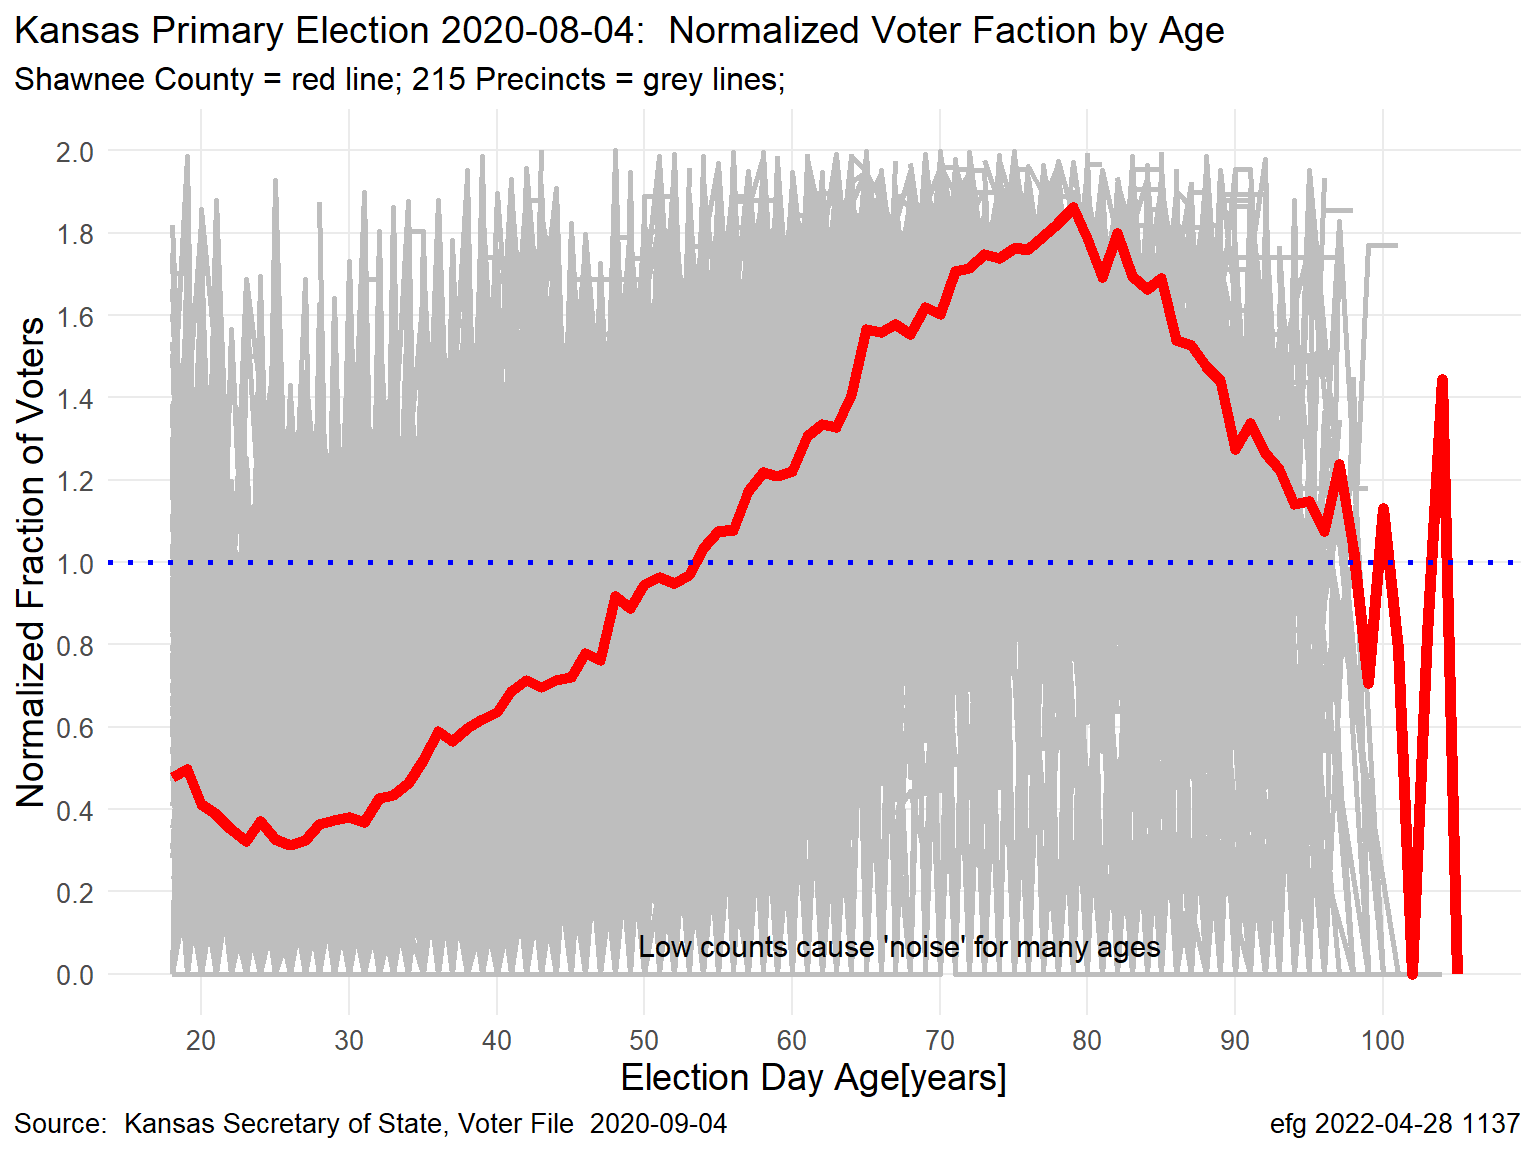 Kansas Primary Election 2020-08-04:  Normalized Voter Faction by Age
Shawnee County = red line; 215 Precincts = grey lines;
Normalized Fraction of Voters
2.0
1.8
1.6
1.4
1.2
1.0
0.8
0.6
0.4
0.2
0.0
Low counts cause 'noise' for many ages
20 30 40 50 60 70 80 90 100
Election Day Age[years]
Source:  Kansas Secretary of State, Voter File  2020-09-04
efg 2022-04-28 1137